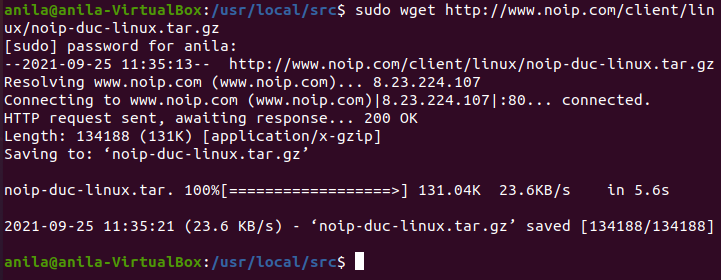 anila@anila-VirtualBox:/usr/local/src$ sudo wget http://www.noip.com/client/lin
ux/noip-duc-linux.tar.gz
[sudo] password for anila:
--2021-09-25 11:35:13--  http://www.noip.com/client/linux/noip-duc-linux.tar.gz
Resolving www.noip.com (www.noip.com)... 8.23.224.107
Connecting to www.noip.com (www.noip.com)|8.23.224.107|:80... connected.
HTTP request sent, awaiting response... 200 OK
Length: 134188 (131K) [application/x-gzip]
Saving to: ‘noip-duc-linux.tar.gz’
noip-duc-linux.tar. 100%[==================>] 131.04K  23.6KB/s    in 5.6s
2021-09-25 11:35:21 (23.6 KB/s) - ‘noip-duc-linux.tar.gz’ saved [134188/134188]
anila@anila-VirtualBox:/usr/local/src$